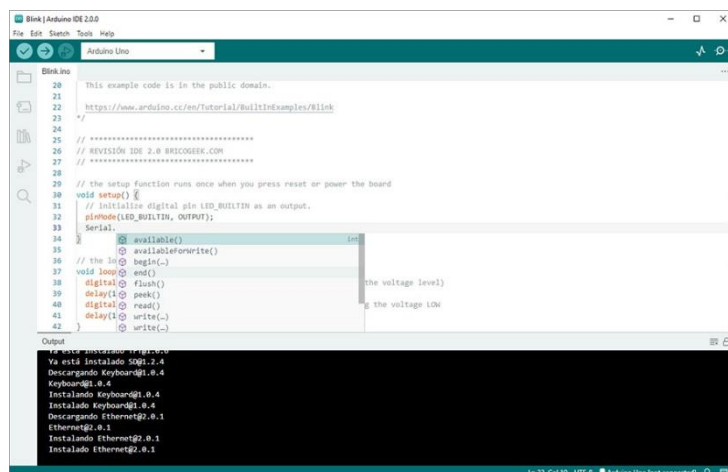 Blink | Arduino IDE 2.0.0
File Edit Sketch Tools Help
Arduino Uno
Blink.ino
20 This example code is in the public domain.
21
22 https://www.arduino.cc/en/Tutorial/BuiltInExamples/Blink
23 */
24
25 // *************************************
26 // REVISIÓN IDE 2.0 BRICOGEEK.COM
27 // *************************************
28
29 // the setup function runs once when you press reset or power the board
30 void setup() {
31 // initialize digital pin LED_BUILTIN as an output.
32 pinMode(LED_BUILTIN, OUTPUT);
33 Serial.
34 } available() int
35 availableForWrite()
36 // the lo begin(…)
37 void loop end()
38 digital flush() the voltage level)
39 delay(1 peek()
40 digital read() g the voltage LOW
41 delay(1 write(…)
42 } write(…)
Output
Ya está instalado TFT@1.0.6
Ya está instalado SD@1.2.4
Descargando Keyboard@1.0.4
Keyboard@1.0.4
Instalando Keyboard@1.0.4
Instalado Keyboard@1.0.4
Descargando Ethernet@2.0.1
Ethernet@2.0.1
Instalando Ethernet@2.0.1
Instalado Ethernet@2.0.1